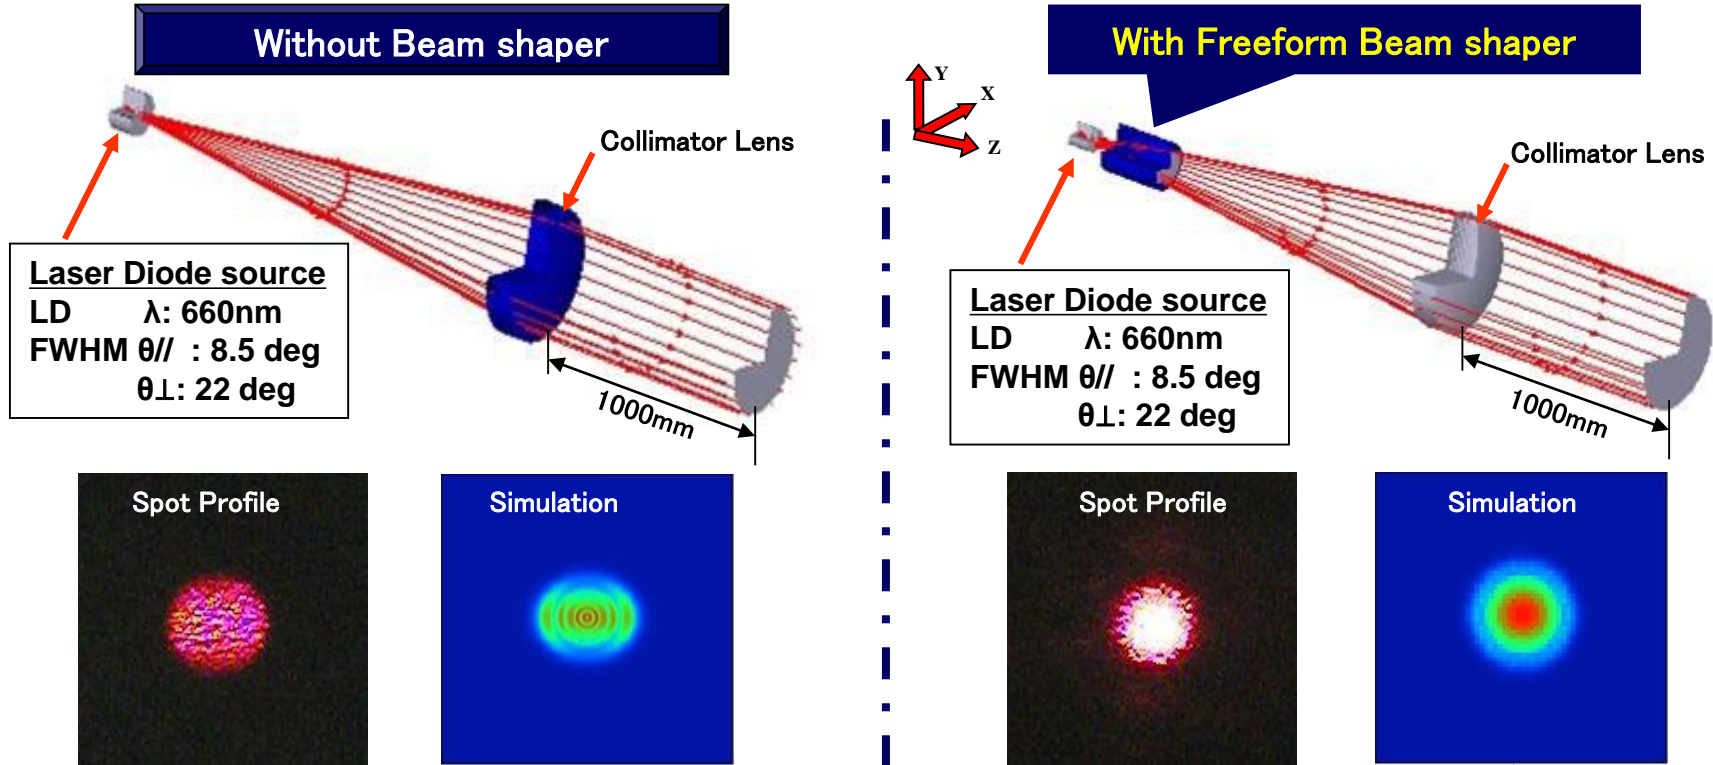 Without Beam shaper
Collimator Lens
Laser Diode source
LD λ: 660nm
FWHM θ// : 8.5 deg
θ⊥: 22 deg
1000mm
Spot Profile
Simulation
With Freeform Beam shaper
Y
X
Z
Collimator Lens
Laser Diode source
LD λ: 660nm
FWHM θ// : 8.5 deg
θ⊥: 22 deg
1000mm
Spot Profile
Simulation